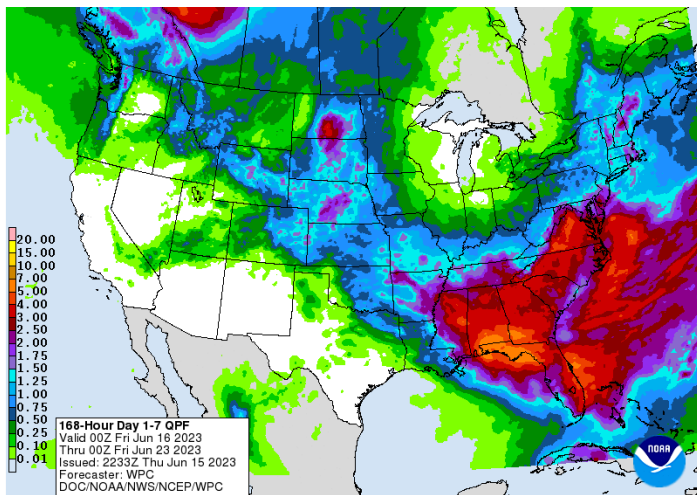 20.00
15.00
10.00
7.00
5.00
4.00
3.00
2.50
2.00
1.75
1.50
1.25
1.00
0.75
0.50
0.25
0.10
0.01
168-Hour Day 1-7 QPF
Valid 00Z Fri Jun 16 2023
Thru 00Z Fri Jun 23 2023
Issued: 2233Z Thu Jun 15 2023
Forecaster: WPC
DOC/NOAA/NWS/NCEP/WPC
NOAA